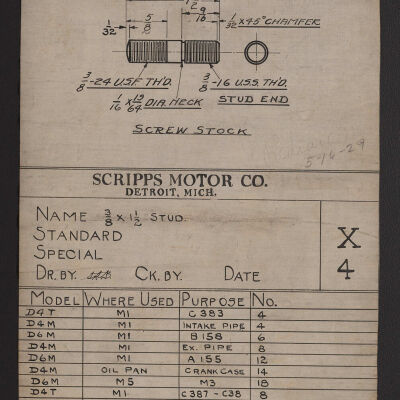 5/8
9/16
1/32
1/32 x 45° CHAMFER
3/8-24 USF TH'D.
3/8-16 U.S.S. TH'D.
1/16 x 19/64 DIA. NECK
STUD END
SCREW STOCK
5-16-29
SCRIPPS MOTOR CO.
DETROIT, MICH.
NAME 3/8 x 1 1/2 STUD.
STANDARD
SPECIAL
DR. BY. CK. BY. DATE
X
4
MODEL WHERE USED PURPOSE NO.
D4T M1 C383 4
D4M M1 INTAKE PIPE 4
D6M M1 B158 6
D4M M1 EX. PIPE 8
D6M M1 A155 12
D4M OIL PAN CRANK CASE 14
D6M M5 M3 18
D4T M1 C387-C38 8